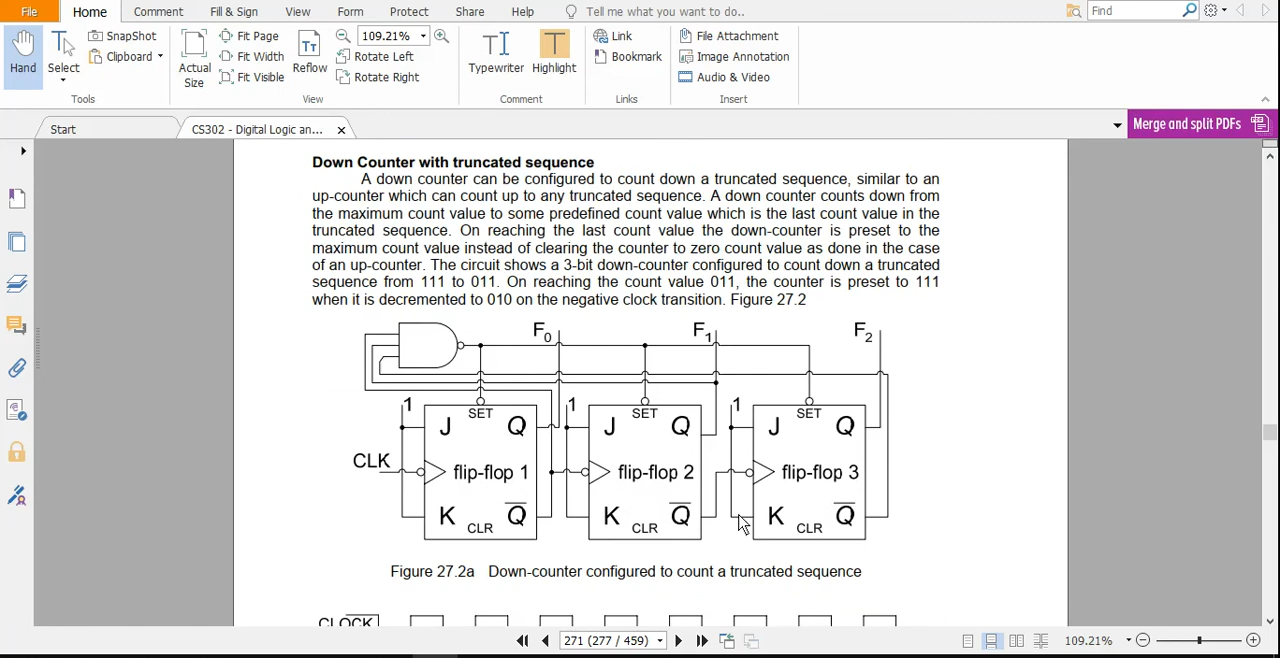 File
Home
Comment
Fill & Sign
View
Form
Protect
Share
Help
Tell me what you want to do..
Find
Hand
Select
SnapShot
Clipboard
Actual
Size
Fit Page
Fit Width
Fit Visible
Reflow
109.21%
Rotate Left
Rotate Right
Typewriter
Highlight
Link
Bookmark
File Attachment
Image Annotation
Audio & Video
Tools
View
Comment
Links
Insert
Start
CS302 - Digital Logic an...
Merge and split PDFs
Down Counter with truncated sequence
A down counter can be configured to count down a truncated sequence, similar to an
up-counter which can count up to any truncated sequence. A down counter counts down from
the maximum count value to some predefined count value which is the last count value in the
truncated sequence. On reaching the last count value the down-counter is preset to the
maximum count value instead of clearing the counter to zero count value as done in the case
of an up-counter. The circuit shows a 3-bit down-counter configured to count down a truncated
sequence from 111 to 011. On reaching the count value 011, the counter is preset to 111
when it is decremented to 010 on the negative clock transition. Figure 27.2
F0 F1 F2
1 1 1
SET SET SET
J Q J Q J Q
CLK flip-flop 1 flip-flop 2 flip-flop 3
K Q̅ K Q̅ K Q̅
CLR CLR CLR
Figure 27.2a Down-counter configured to count a truncated sequence
CLOCK
271 (277 / 459)
109.21%